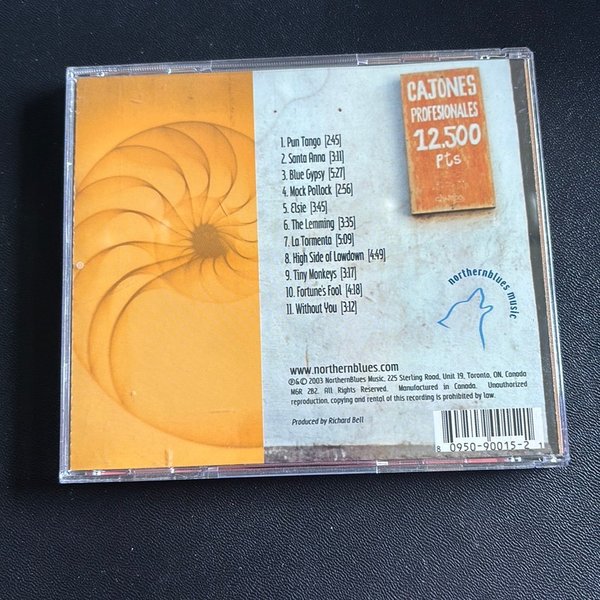 CAJONES
PROFESIONALES
12.500
Pts
1. Pun Tango [2:45]
2. Santa Anna [3:11]
3. Blue Gypsy [5:27]
4. Mock Pollock [2:56]
5. Elsie [3:45]
6. The Lemming [3:35]
7. La Tormenta [5:09]
8. High Side of Lowdown [4:49]
9. Tiny Monkeys [3:17]
10. Fortune's Fool [4:18]
11. Without You [3:12]
northernblues music
www.northernblues.com
℗&© 2003 NorthernBlues Music, 225 Sterling Road, Unit 19, Toronto, ON, Canada
M6R 2B2. All Rights Reserved. Manufactured in Canada. Unauthorized
reproduction, copying and rental of this recording is prohibited by law.
Produced by Richard Bell
8 0950-90015-2